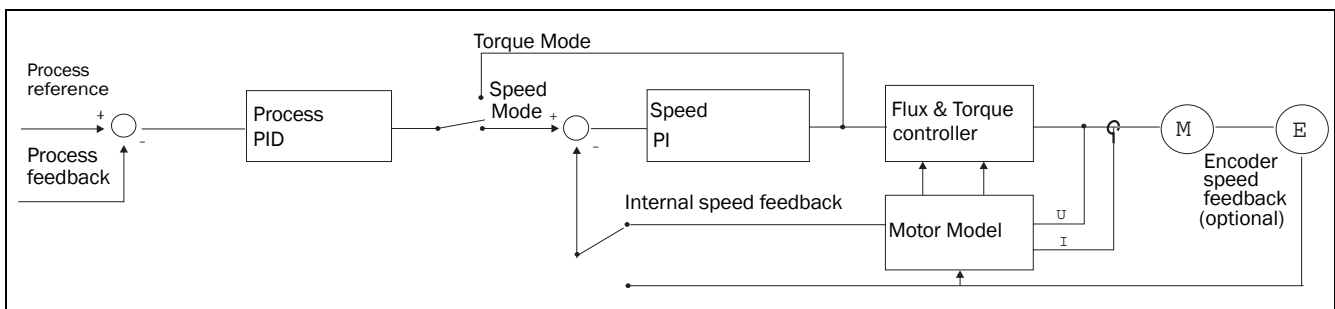 Torque Mode
Process
reference
+
-
Process
feedback
Process
PID
Speed
Mode
+
-
Speed
PI
Flux & Torque
controller
M
E
Encoder
speed
feedback
(optional)
Internal speed feedback
Motor Model
U
I